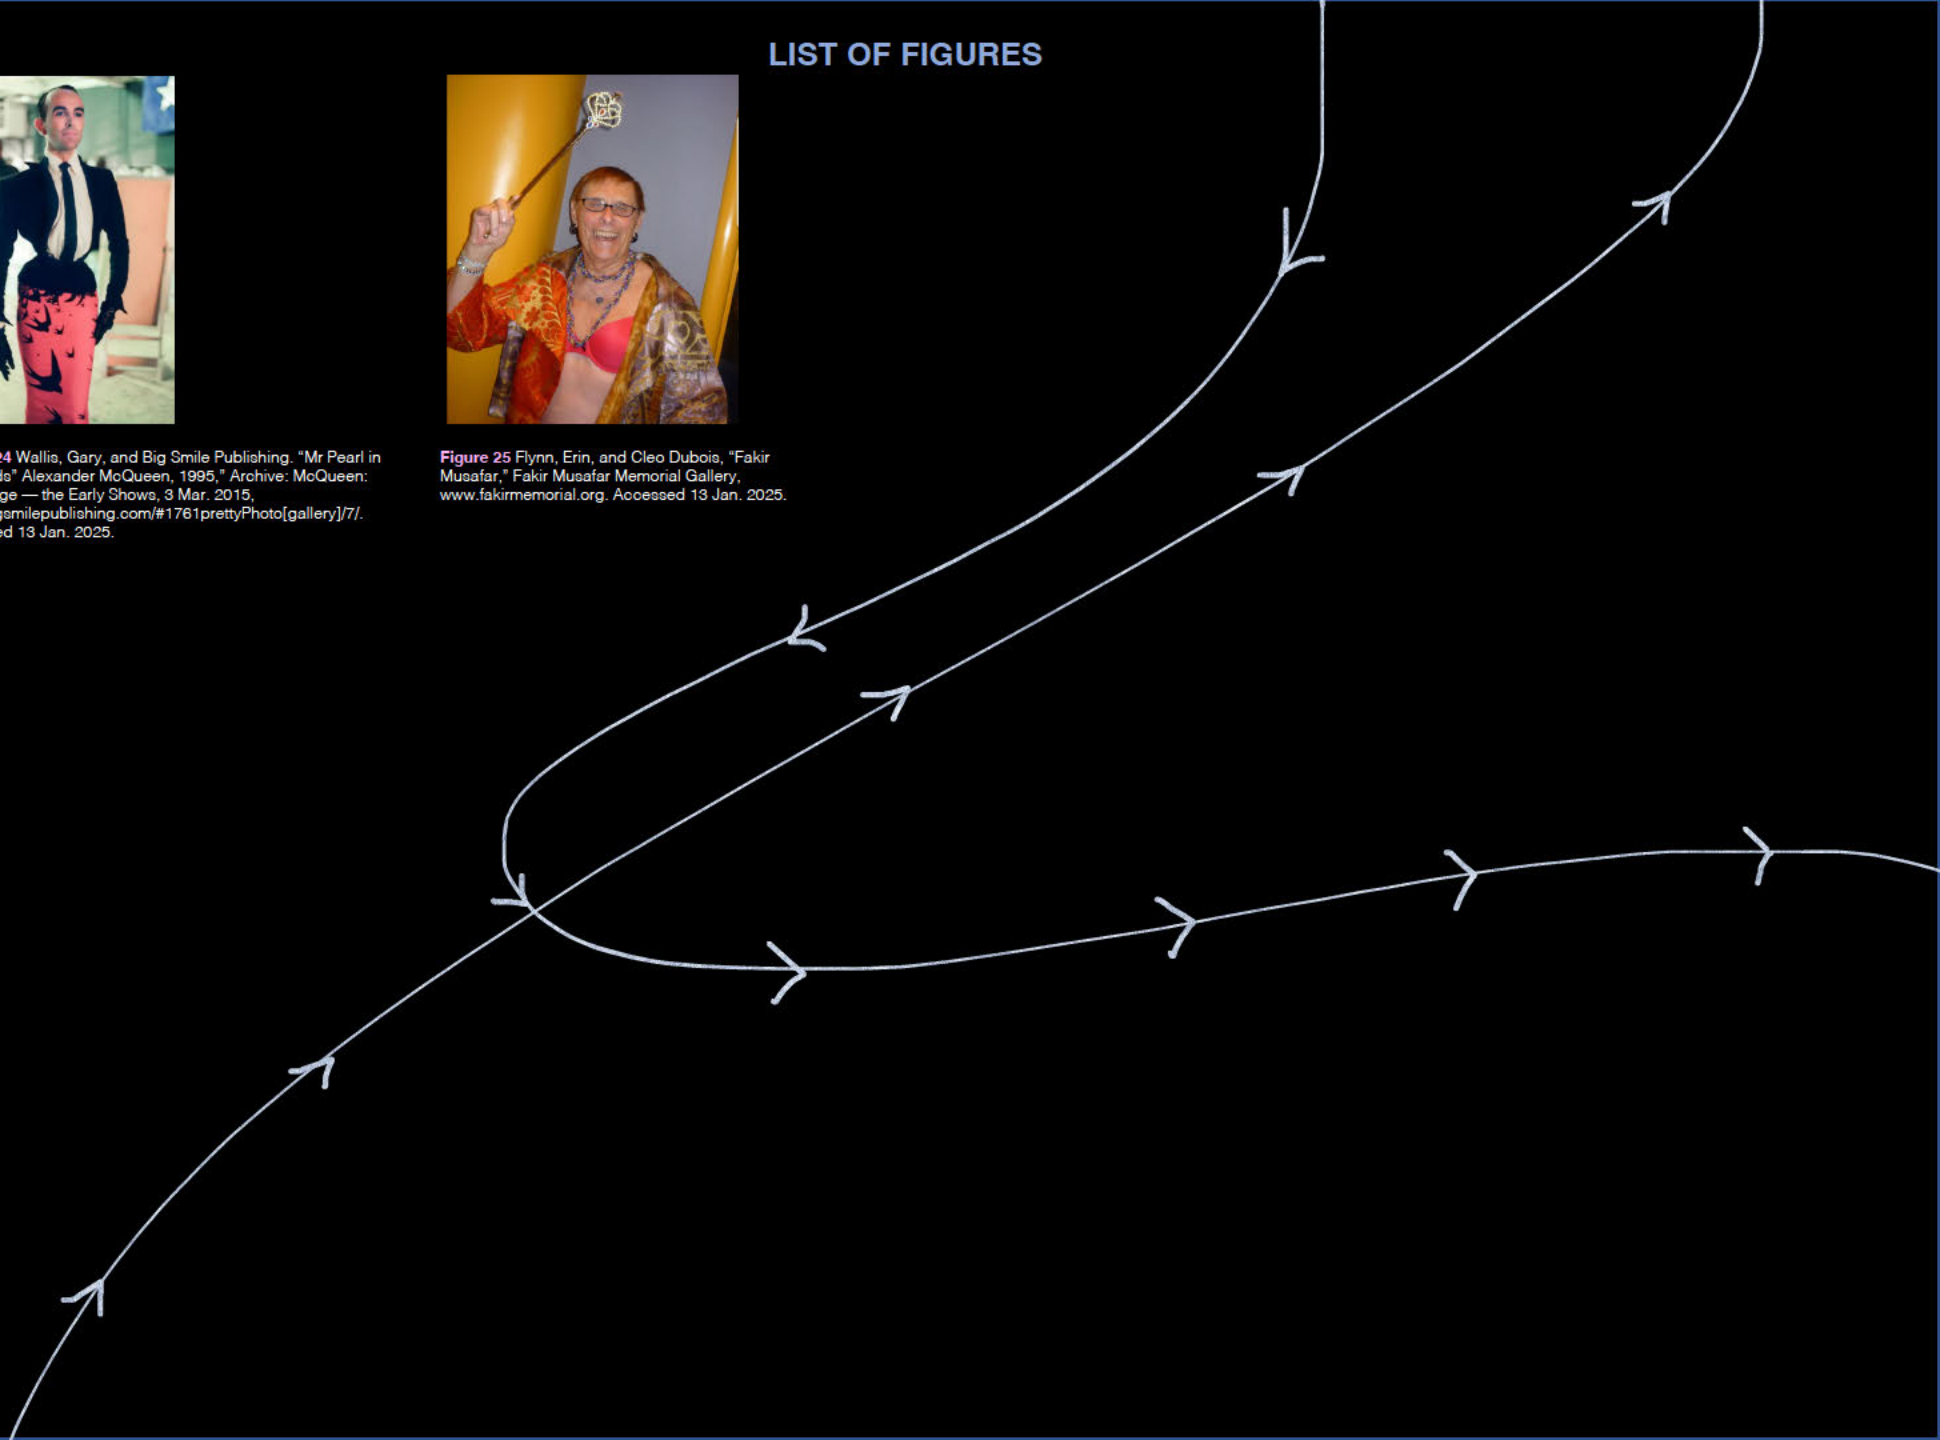 LIST OF FIGURES
24 Wallis, Gary, and Big Smile Publishing. “Mr Pearl in
ds” Alexander McQueen, 1995,” Archive: McQueen:
ge — the Early Shows, 3 Mar. 2015,
gsmilepublishing.com/#1761prettyPhoto[gallery]/7/.
ed 13 Jan. 2025.
Figure 25 Flynn, Erin, and Cleo Dubois, “Fakir
Musafar,” Fakir Musafar Memorial Gallery,
www.fakirmemorial.org. Accessed 13 Jan. 2025.